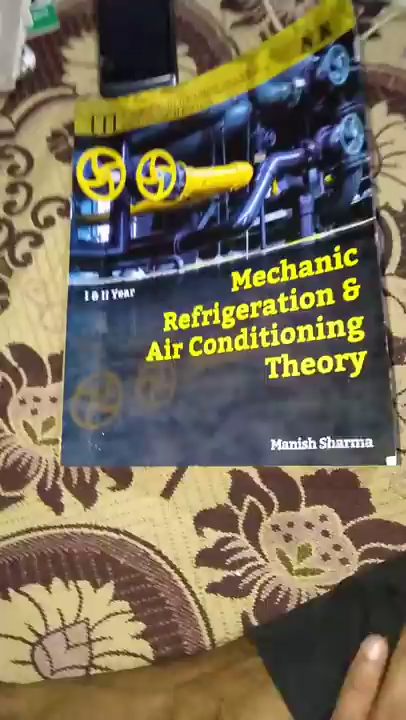 I & II Year
Mechanic
Refrigeration &
Air Conditioning
Theory
Manish Sharma